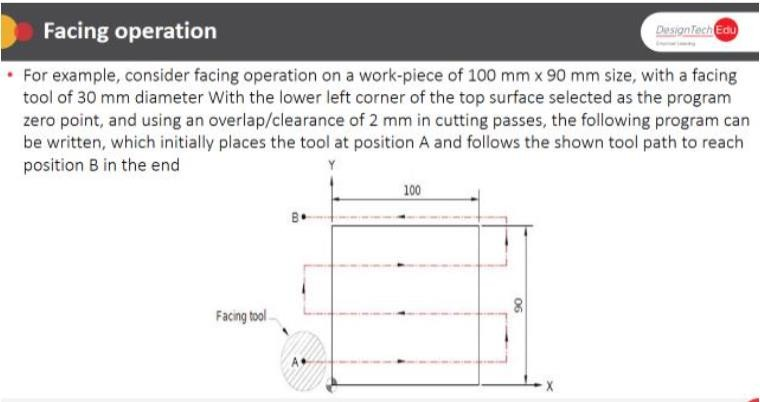 Facing operation
DesignTech Edu
• For example, consider facing operation on a work-piece of 100 mm x 90 mm size, with a facing
tool of 30 mm diameter With the lower left corner of the top surface selected as the program
zero point, and using an overlap/clearance of 2 mm in cutting passes, the following program can
be written, which initially places the tool at position A and follows the shown tool path to reach
position B in the end
Y
100
B
90
Facing tool
A
X